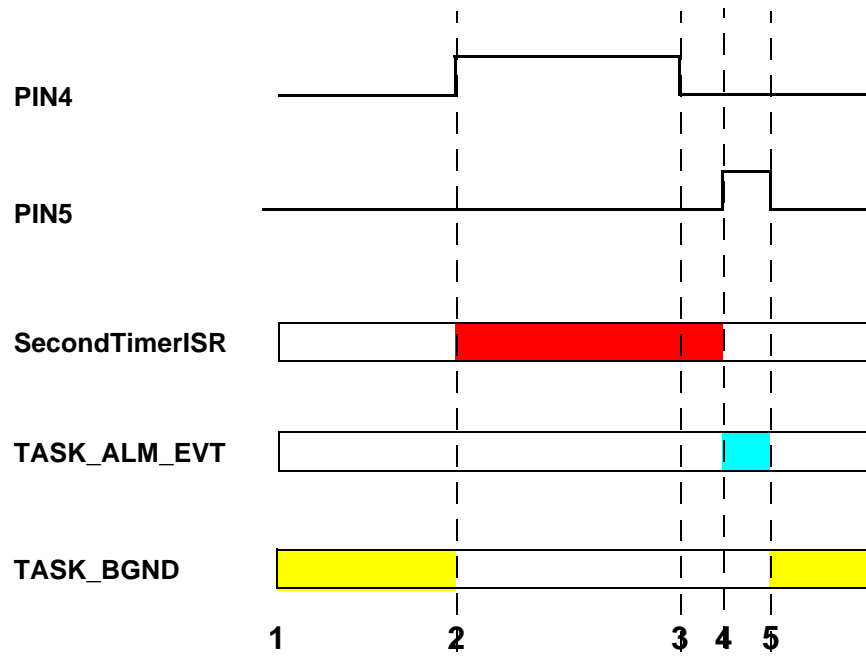 PIN4
PIN5
SecondTimerISR
TASK_ALM_EVT
TASK_BGND
1 2 3 4 5